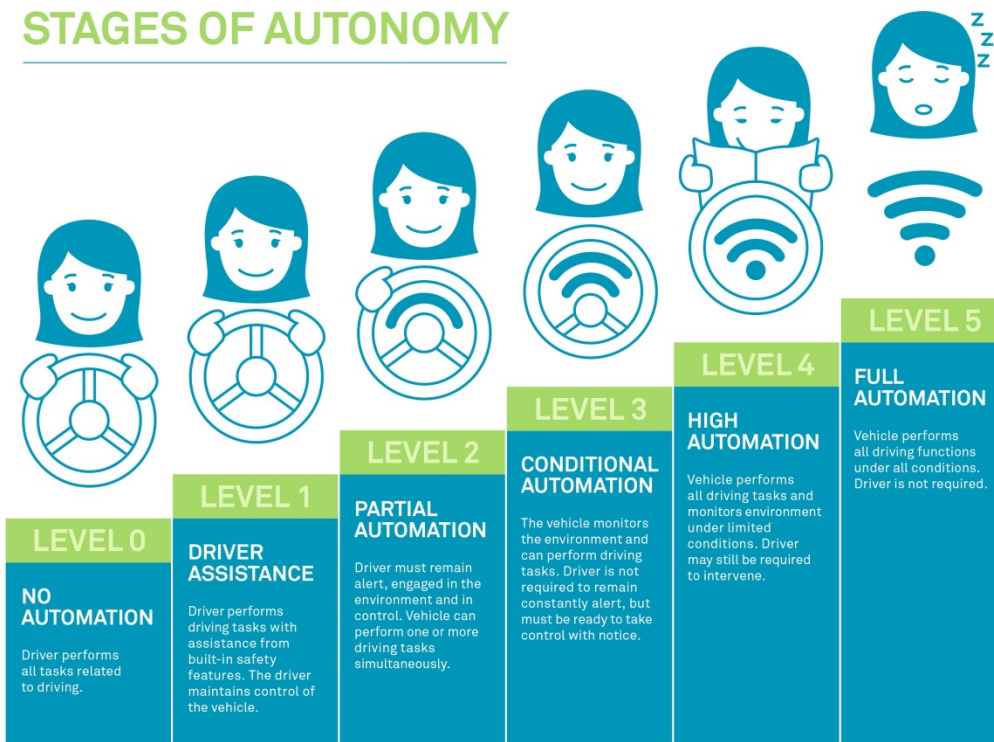 STAGES OF AUTONOMY
Z
Z
Z
LEVEL 0
NO
AUTOMATION
Driver performs
all tasks related
to driving.
LEVEL 1
DRIVER
ASSISTANCE
Driver performs
driving tasks with
assistance from
built-in safety
features. The driver
maintains control of
the vehicle.
LEVEL 2
PARTIAL
AUTOMATION
Driver must remain
alert, engaged in the
environment and in
control. Vehicle can
perform one or more
driving tasks
simultaneously.
LEVEL 3
CONDITIONAL
AUTOMATION
The vehicle monitors
the environment and
can perform driving
tasks. Driver is not
required to remain
constantly alert, but
must be ready to take
control with notice.
LEVEL 4
HIGH
AUTOMATION
Vehicle performs
all driving tasks and
monitors environment
under limited
conditions. Driver
may still be required
to intervene.
LEVEL 5
FULL
AUTOMATION
Vehicle performs
all driving functions
under all conditions.
Driver is not required.